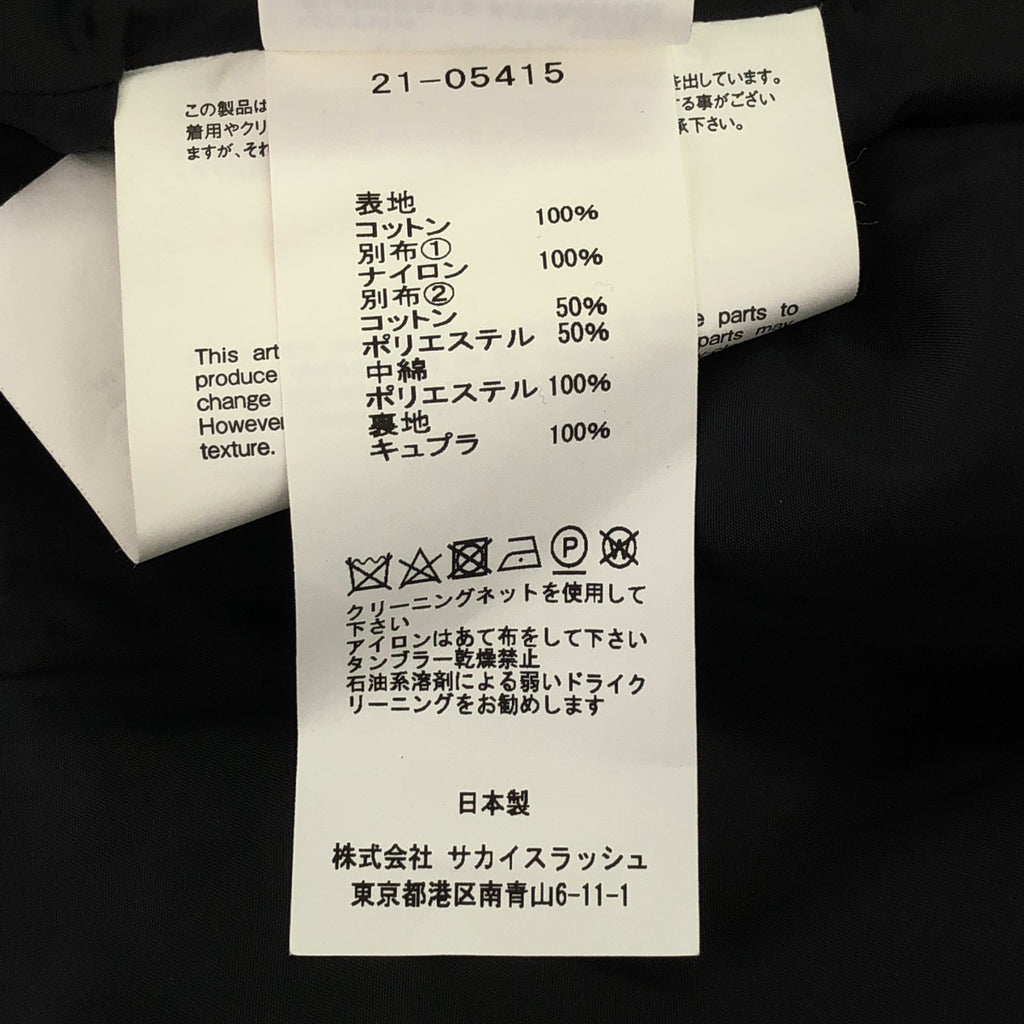 21-05415
この製品は
着用やクリ
ますが、それ
を出しています。
する事がござい
承下さい。
表地
コットン 100%
別布①
ナイロン 100%
別布②
コットン 50%
ポリエステル 50%
中綿
ポリエステル 100%
裏地
キュプラ 100%
This art
produce
change
However
texture.
parts to
parts may
P
W
クリーニングネットを使用して
下さい
アイロンはあて布をして下さい
タンブラー乾燥禁止
石油系溶剤による弱いドライク
リーニングをお勧めします
日本製
株式会社 サカイスラッシュ
東京都港区南青山6-11-1